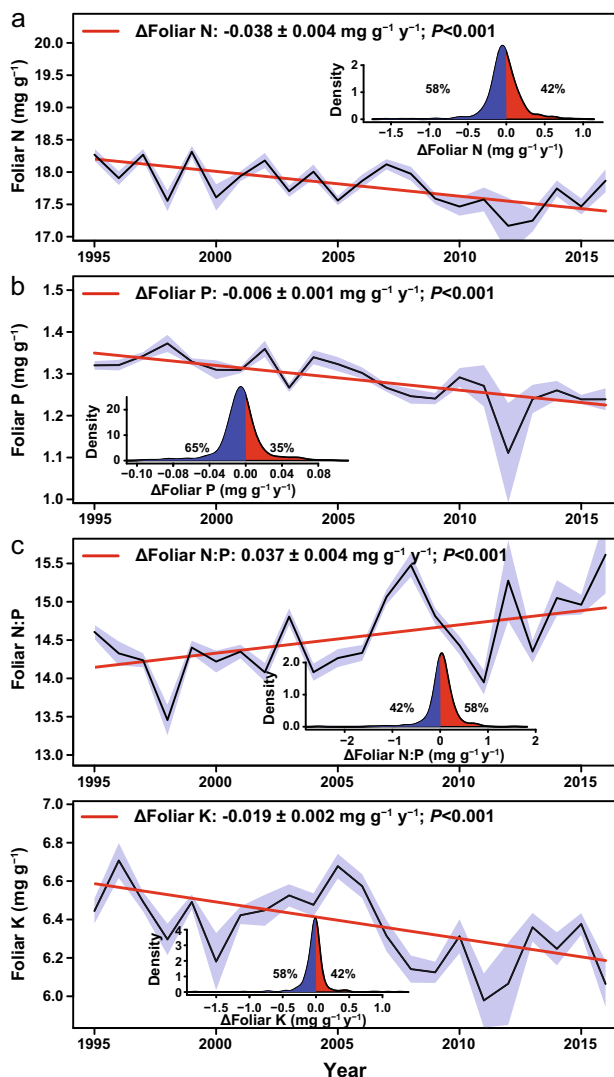 a
ΔFoliar N: -0.038 ± 0.004 mg g⁻¹ y⁻¹; P<0.001
Foliar N (mg g⁻¹)
20.0
19.0
18.0
17.5
17.0
Density
2
1
0
58%
42%
−1.5 −1.0 −0.5 0.0 0.5 1.0
ΔFoliar N (mg g⁻¹ y⁻¹)
1995 2000 2005 2010 2015
b
ΔFoliar P: -0.006 ± 0.001 mg g⁻¹ y⁻¹; P<0.001
Foliar P (mg g⁻¹)
1.5
1.4
1.3
1.2
1.1
1.0
Density
20
10
0
65%
35%
−0.10 −0.08 −0.04 0.00 0.04 0.08
ΔFoliar P (mg g⁻¹ y⁻¹)
1995 2000 2005 2010 2015
c
ΔFoliar N:P: 0.037 ± 0.004 mg g⁻¹ y⁻¹; P<0.001
Foliar N:P
15.5
15.0
14.5
14.0
13.5
13.0
Density
2.0
1.0
0.0
42%
58%
−2 −1 0 1 2
ΔFoliar N:P (mg g⁻¹ y⁻¹)
1995 2000 2005 2010 2015
ΔFoliar K: -0.019 ± 0.002 mg g⁻¹ y⁻¹; P<0.001
Foliar K (mg g⁻¹)
7.0
6.8
6.6
6.4
6.2
6.0
Density
4
3
2
1
0
58%
42%
−1.5 −1.0 −0.5 0.0 0.5 1.0
ΔFoliar K (mg g⁻¹ y⁻¹)
1995 2000 2005 2010 2015
Year